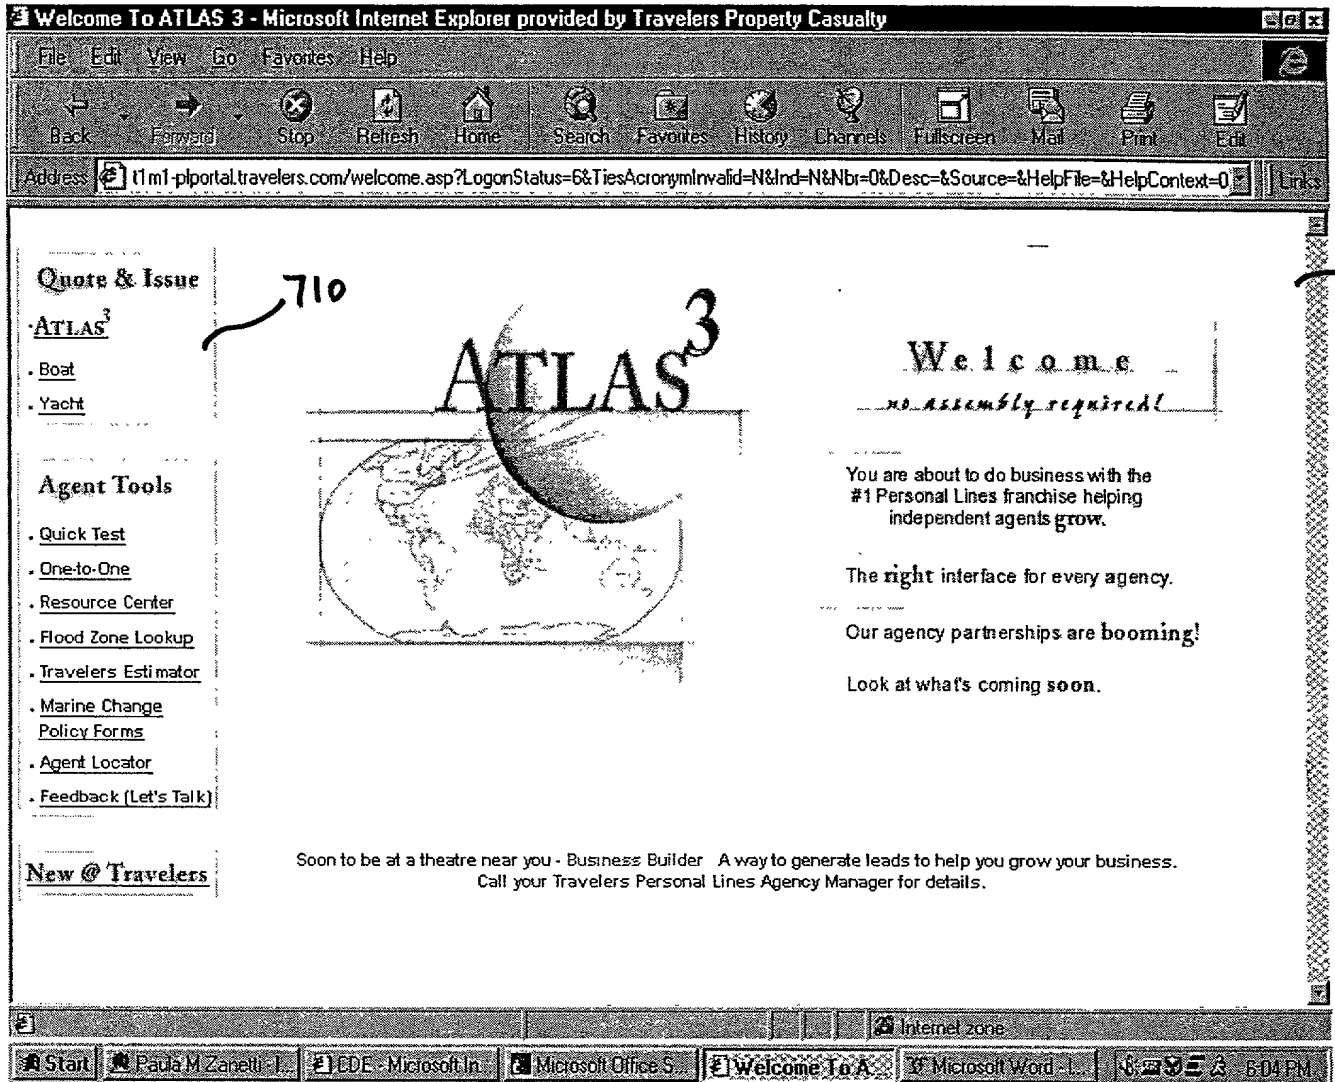 Welcome To ATLAS 3 - Microsoft Internet Explorer provided by Travelers Property Casualty
File Edit View Go Favorites Help
Back Forward Stop Refresh Home Search Favorites History Channels Fullscreen Mail Print Edit
Address t1m1-plportal.travelers.com/welcome.asp?LogonStatus=6&TiesAcronymInvalid=N&Ind=N&Nbr=0&Desc=&Source=&HelpFile=&HelpContext=0 Links
Quote & Issue
710
· ATLAS3
. Boat
. Yacht
ATLAS3
Welcome
no assembly required!
You are about to do business with the
#1 Personal Lines franchise helping
independent agents grow.
The right interface for every agency.
Our agency partnerships are booming!
Look at what's coming soon.
Agent Tools
. Quick Test
. One-to-One
. Resource Center
. Flood Zone Lookup
. Travelers Estimator
. Marine Change
Policy Forms
. Agent Locator
. Feedback (Let's Talk)
New @ Travelers
Soon to be at a theatre near you - Business Builder A way to generate leads to help you grow your business.
Call your Travelers Personal Lines Agency Manager for details.
Internet zone
Start Paula M Zanetti - I... CDE - Microsoft In... Microsoft Office S... Welcome To A... Microsoft Word - L... 6:04 PM